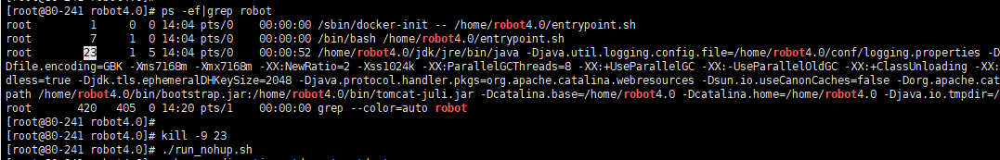 [root@80-241 robot4.0]# ps -ef|grep robot
root 1 0 0 14:04 pts/0 00:00:00 /sbin/docker-init -- /home/robot4.0/entrypoint.sh
root 7 1 0 14:04 pts/0 00:00:00 /bin/bash /home/robot4.0/entrypoint.sh
root 23 1 5 14:04 pts/0 00:00:52 /home/robot4.0/jdk/jre/bin/java -Djava.util.logging.config.file=/home/robot4.0/conf/logging.properties -D
Dfile.encoding=GBK -Xms7168m -Xmx7168m -XX:NewRatio=2 -Xss1024k -XX:ParallelGCThreads=8 -XX:+UseParallelGC -XX:-UseParallelOldGC -XX:+ClassUnloading -XX:
dless=true -Djdk.tls.ephemeralDHKeySize=2048 -Djava.protocol.handler.pkgs=org.apache.catalina.webresources -Dsun.io.useCanonCaches=false -Dorg.apache.cat
path /home/robot4.0/bin/bootstrap.jar:/home/robot4.0/bin/tomcat-juli.jar -Dcatalina.base=/home/robot4.0 -Dcatalina.home=/home/robot4.0 -Djava.io.tmpdir=/
root 420 405 0 14:20 pts/1 00:00:00 grep --color=auto robot
[root@80-241 robot4.0]#
[root@80-241 robot4.0]# kill -9 23
[root@80-241 robot4.0]# ./run_nohup.sh